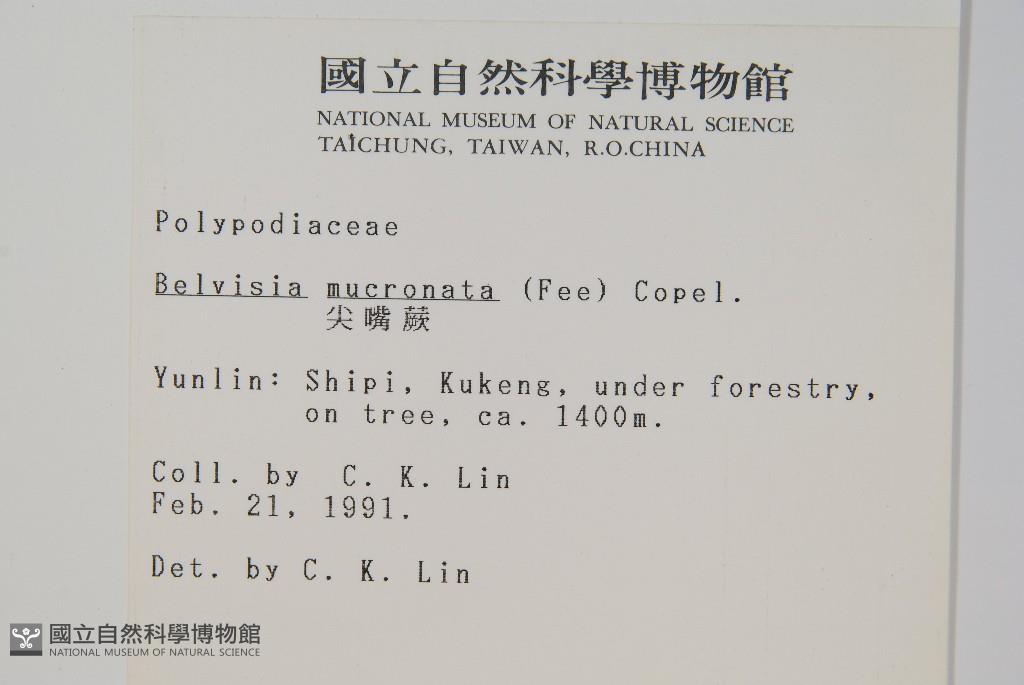 國立自然科學博物館
NATIONAL MUSEUM OF NATURAL SCIENCE
TAICHUNG, TAIWAN, R.O.CHINA
Polypodiaceae
Belvisia mucronata (Fee) Copel.
尖嘴蕨
Yunlin: Shipi, Kukeng, under forestry,
on tree, ca. 1400m.
Coll. by C. K. Lin
Feb. 21, 1991.
Det. by C. K. Lin
國立自然科學博物館
NATIONAL MUSEUM OF NATURAL SCIENCE